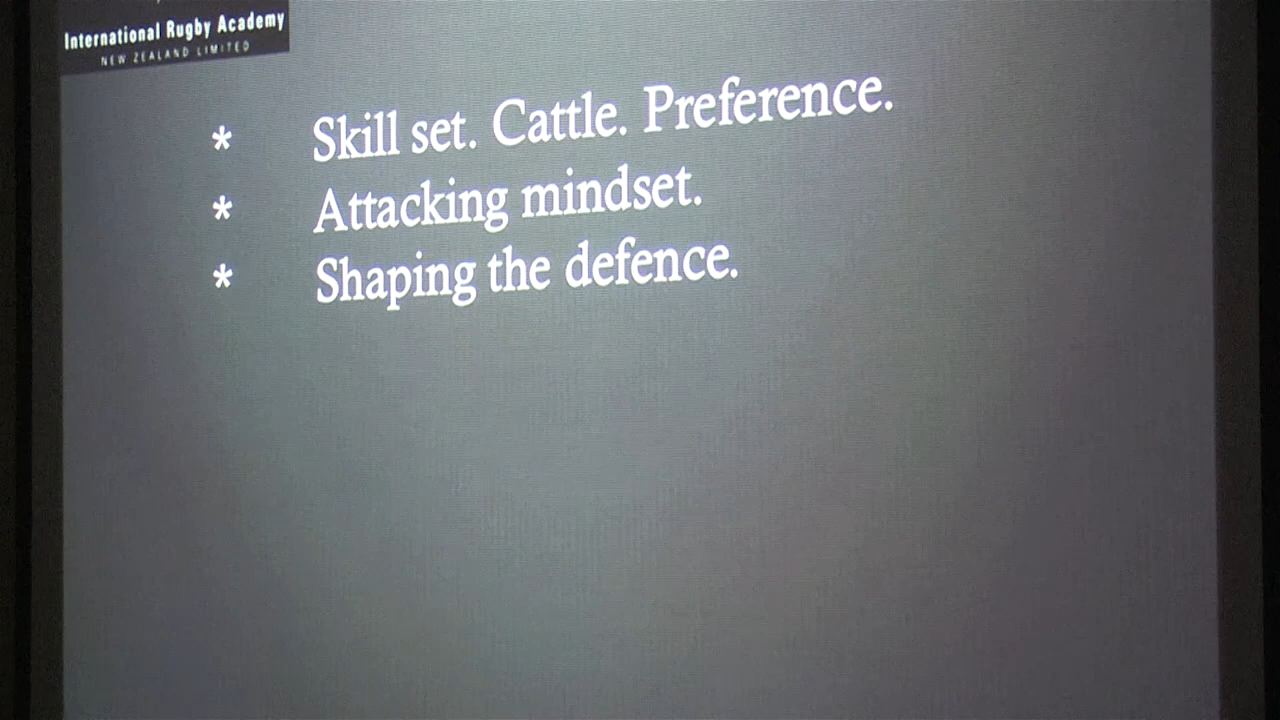 International Rugby Academy
NEW ZEALAND LIMITED
* Skill set. Cattle. Preference.
* Attacking mindset.
* Shaping the defence.